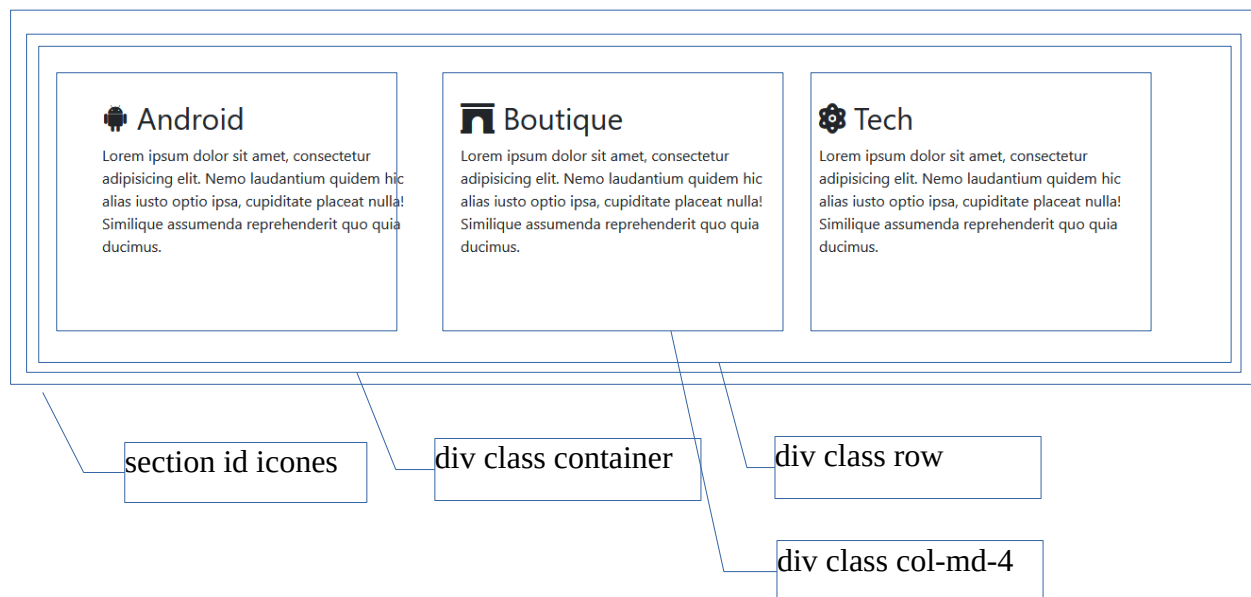 Android
Lorem ipsum dolor sit amet, consectetur
adipisicing elit. Nemo laudantium quidem hic
alias iusto optio ipsa, cupiditate placeat nulla!
Similique assumenda reprehenderit quo quia
ducimus.
Boutique
Lorem ipsum dolor sit amet, consectetur
adipisicing elit. Nemo laudantium quidem hic
alias iusto optio ipsa, cupiditate placeat nulla!
Similique assumenda reprehenderit quo quia
ducimus.
Tech
Lorem ipsum dolor sit amet, consectetur
adipisicing elit. Nemo laudantium quidem hic
alias iusto optio ipsa, cupiditate placeat nulla!
Similique assumenda reprehenderit quo quia
ducimus.
section id icones
div class container
div class row
div class col-md-4